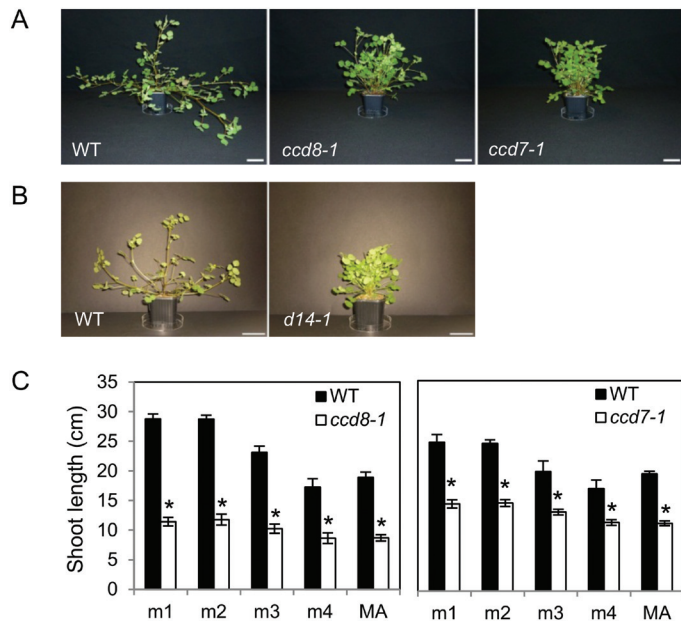 A
WT
ccd8-1
ccd7-1
B
WT
d14-1
C
Shoot length (cm)
35
30
25
20
15
10
5
0
WT
ccd8-1
*
*
*
*
*
m1
m2
m3
m4
MA
WT
ccd7-1
*
*
*
*
*
m1
m2
m3
m4
MA